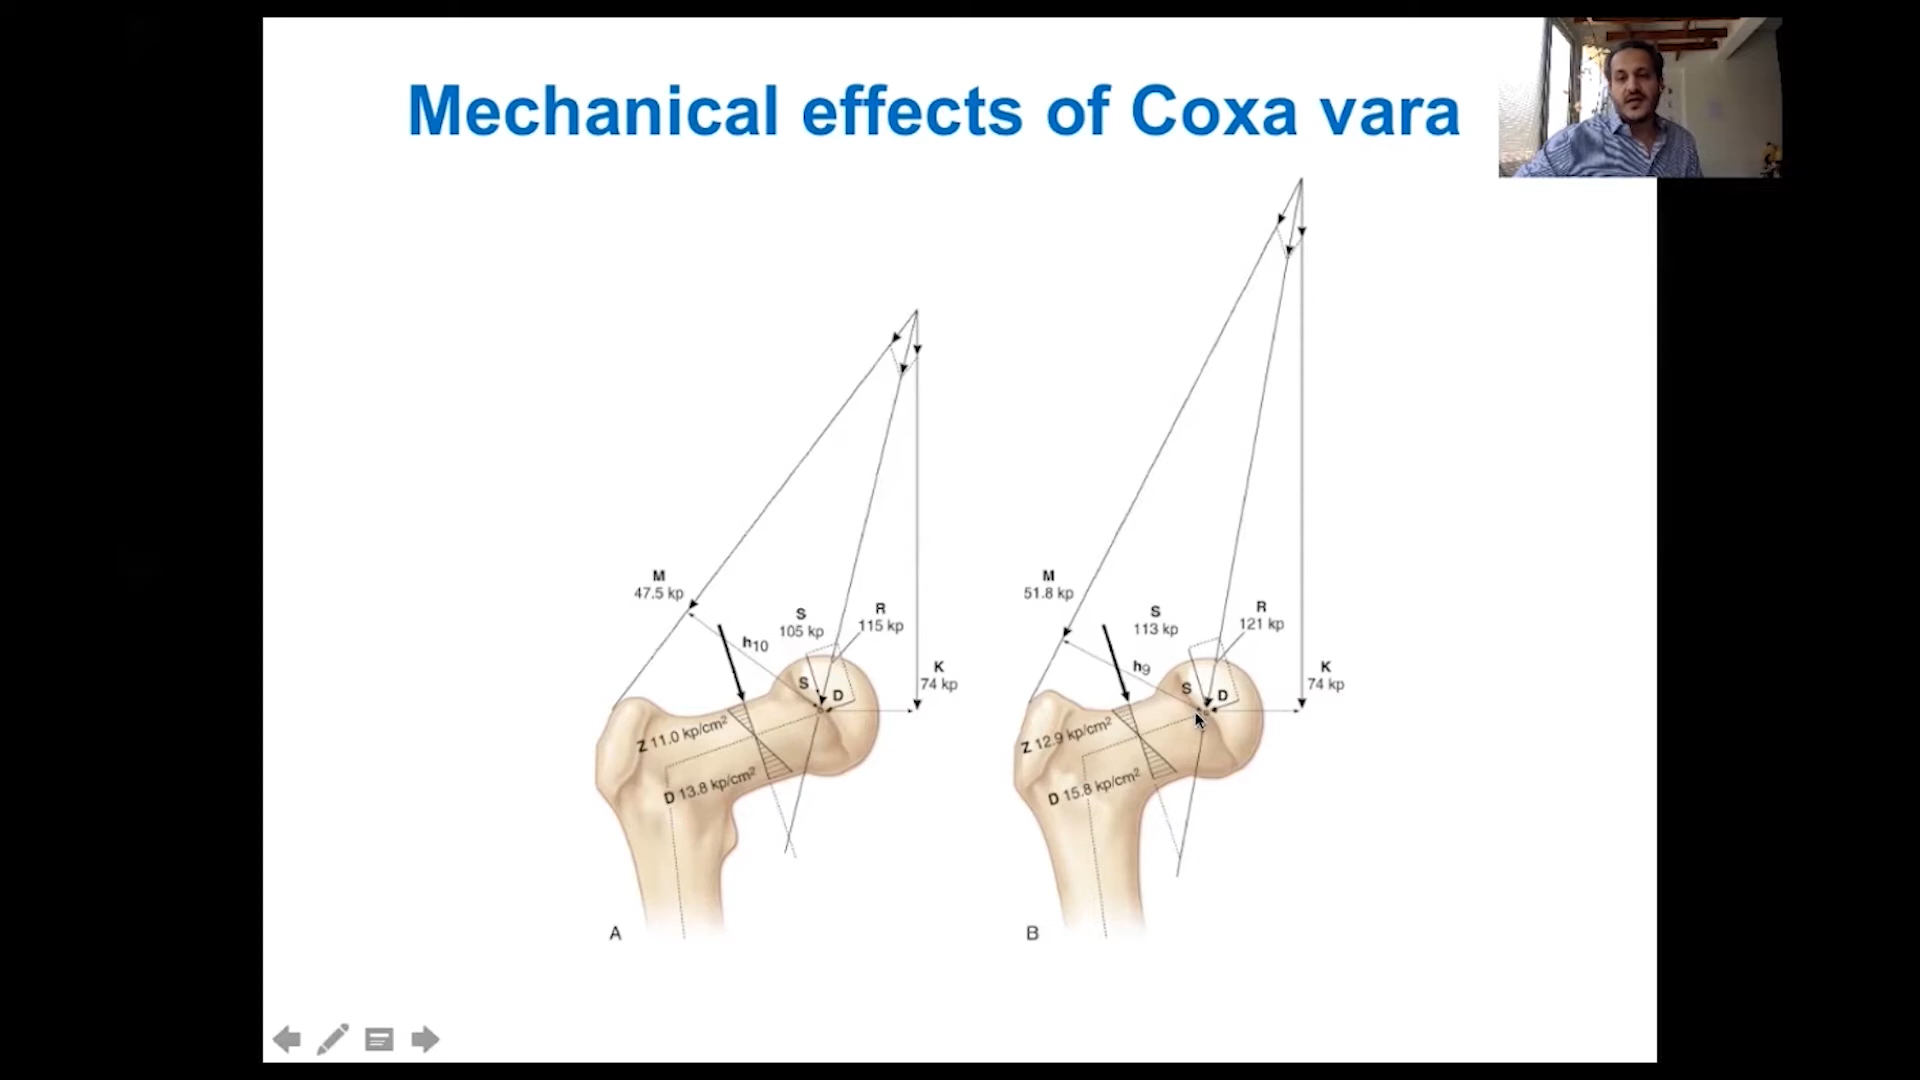 Mechanical effects of Coxa vara
M
47.5 kp
h10
S
105 kp
R
115 kp
K
74 kp
S
D
Z 11.0 kp/cm²
D 13.8 kp/cm²
A
M
51.8 kp
h9
S
113 kp
R
121 kp
K
74 kp
S
D
Z 12.9 kp/cm²
D 15.8 kp/cm²
B